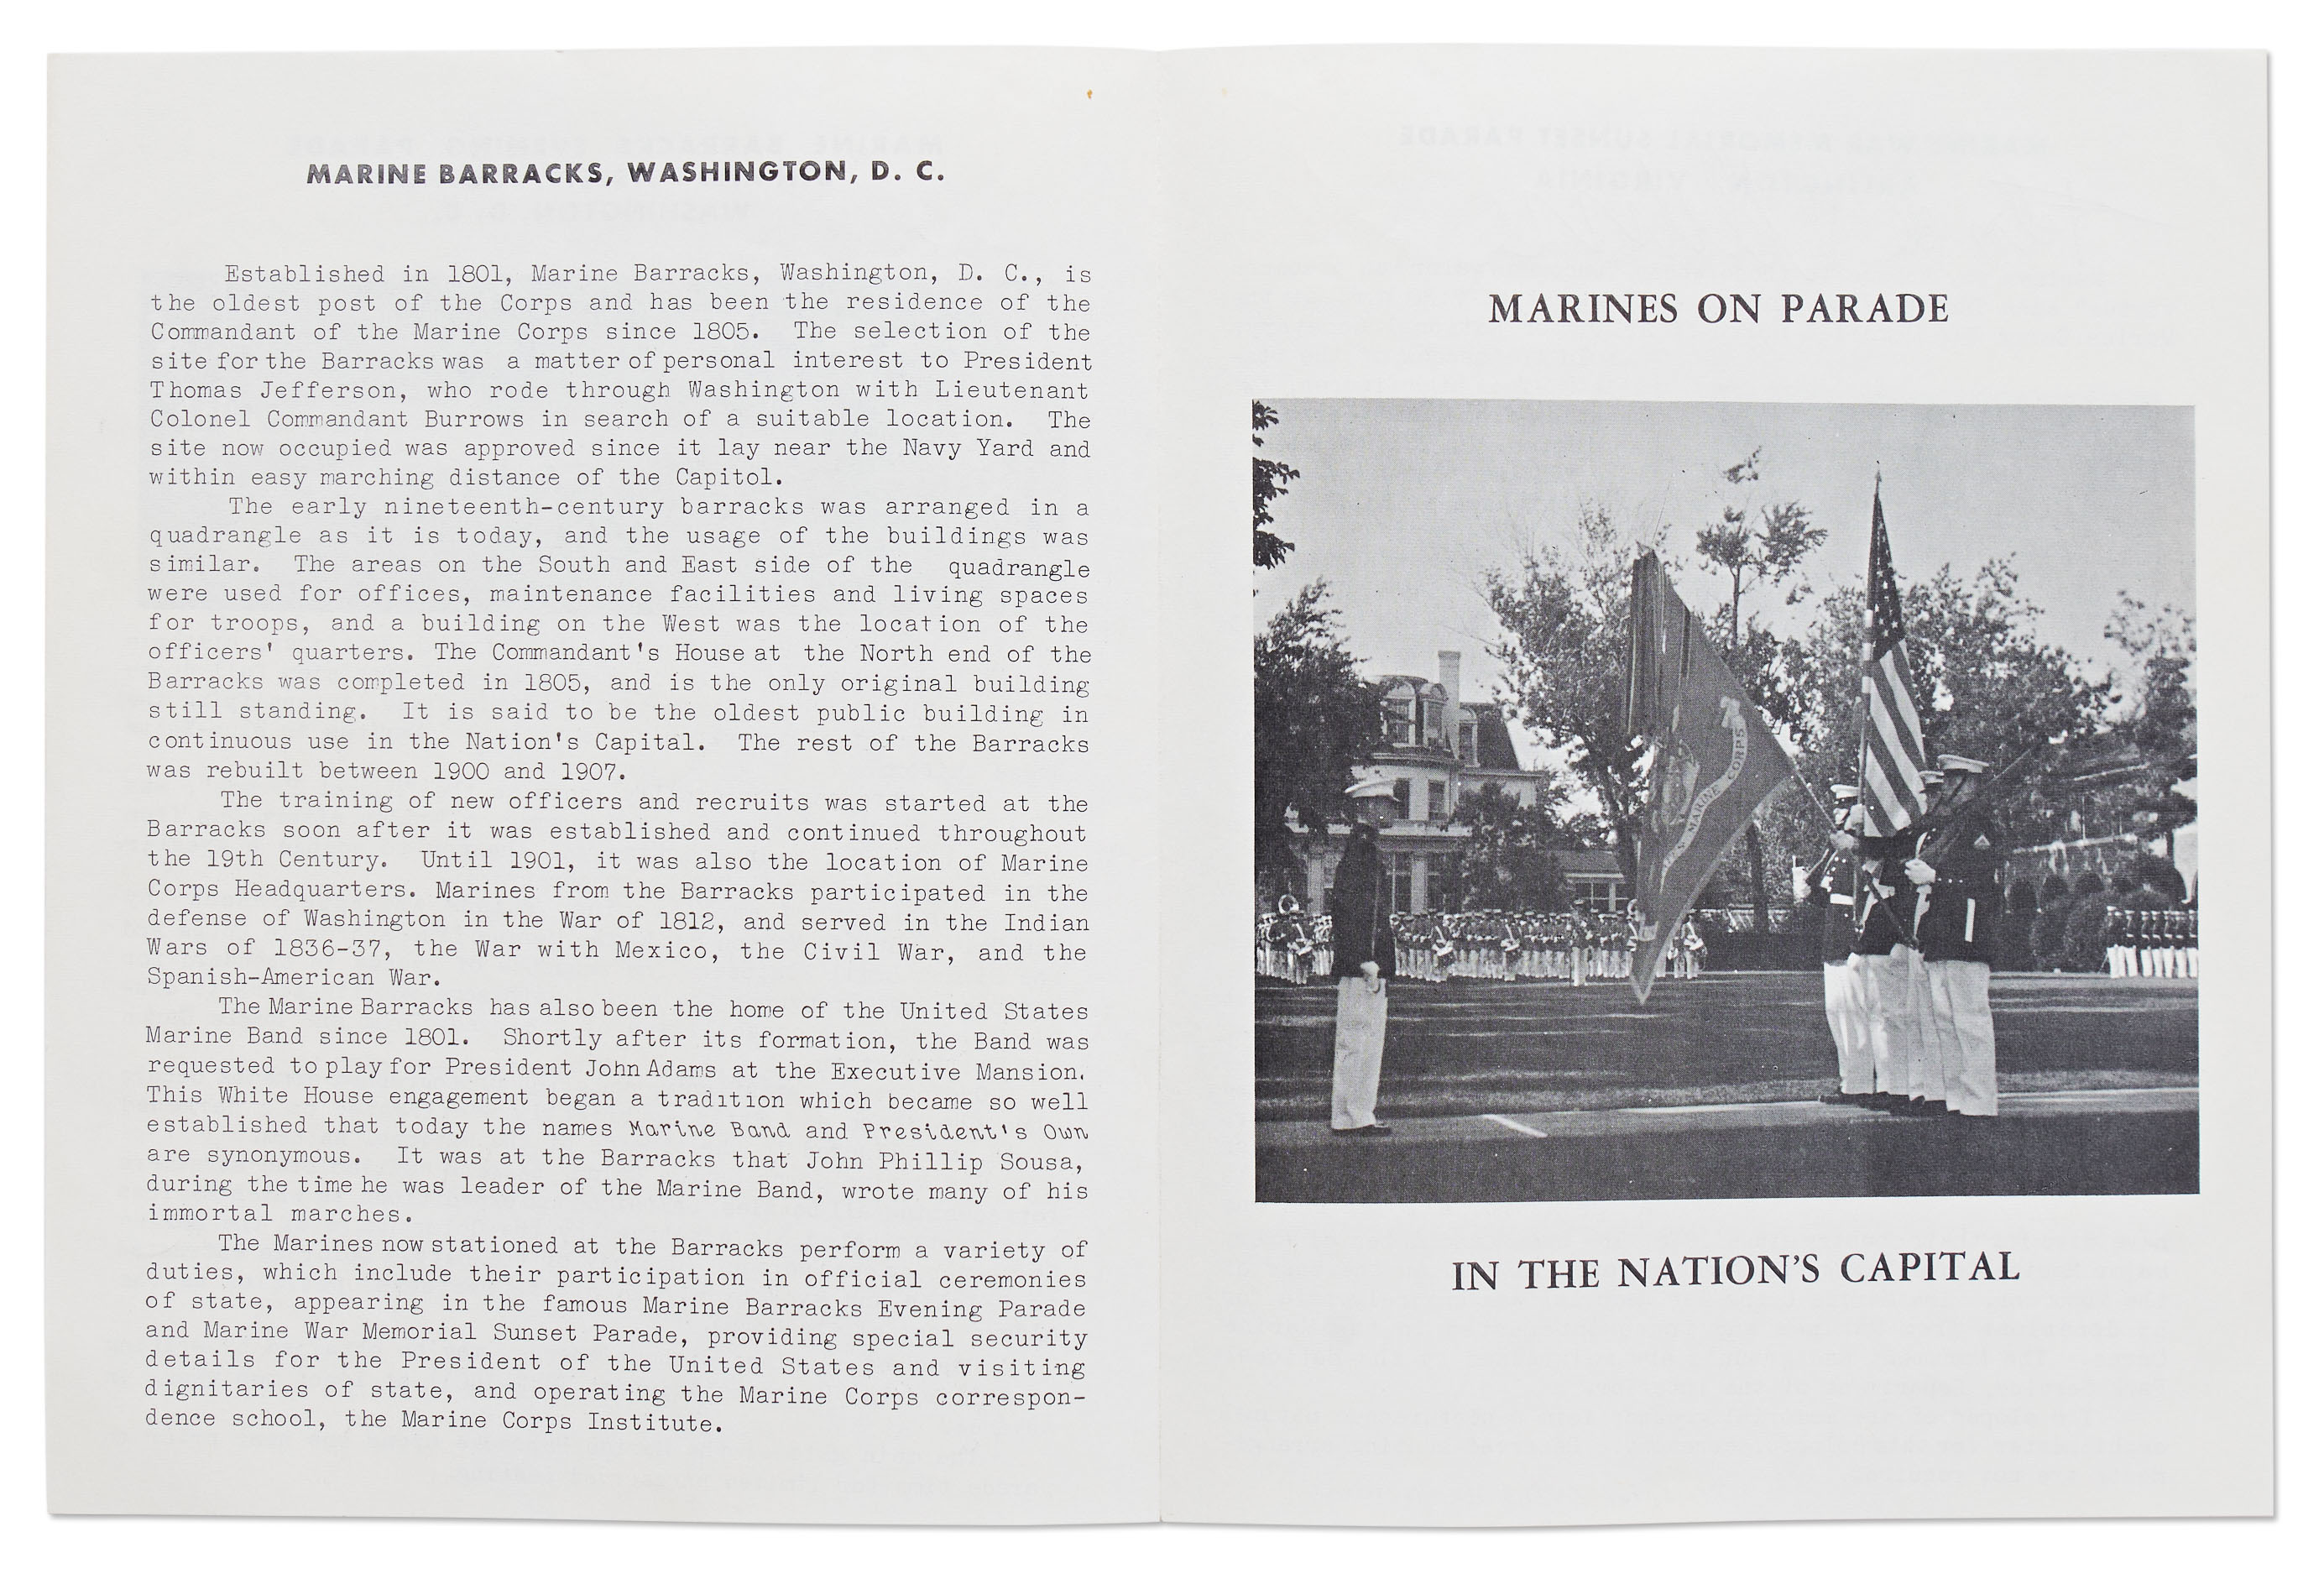 MARINE BARRACKS, WASHINGTON, D. C.
Established in 1801, Marine Barracks, Washington, D. C., is
the oldest post of the Corps and has been the residence of the
Commandant of the Marine Corps since 1805. The selection of the
site for the Barracks was a matter of personal interest to President
Thomas Jefferson, who rode through Washington with Lieutenant
Colonel Commandant Burrows in search of a suitable location. The
site now occupied was approved since it lay near the Navy Yard and
within easy marching distance of the Capitol.
The early nineteenth-century barracks was arranged in a
quadrangle as it is today, and the usage of the buildings was
similar. The areas on the South and East side of the quadrangle
were used for offices, maintenance facilities and living spaces
for troops, and a building on the West was the location of the
officers' quarters. The Commandant's House at the North end of the
Barracks was completed in 1805, and is the only original building
still standing. It is said to be the oldest public building in
continuous use in the Nation's Capital. The rest of the Barracks
was rebuilt between 1900 and 1907.
The training of new officers and recruits was started at the
Barracks soon after it was established and continued throughout
the 19th Century. Until 1901, it was also the location of Marine
Corps Headquarters. Marines from the Barracks participated in the
defense of Washington in the War of 1812, and served in the Indian
Wars of 1836-37, the War with Mexico, the Civil War, and the
Spanish-American War.
The Marine Barracks has also been the home of the United States
Marine Band since 1801. Shortly after its formation, the Band was
requested to play for President John Adams at the Executive Mansion.
This White House engagement began a tradition which became so well
established that today the names Marine Band and President's Own
are synonymous. It was at the Barracks that John Phillip Sousa,
during the time he was leader of the Marine Band, wrote many of his
immortal marches.
The Marines now stationed at the Barracks perform a variety of
duties, which include their participation in official ceremonies
of state, appearing in the famous Marine Barracks Evening Parade
and Marine War Memorial Sunset Parade, providing special security
details for the President of the United States and visiting
dignitaries of state, and operating the Marine Corps correspon-
dence school, the Marine Corps Institute.
MARINES ON PARADE
MARINE CORPS
IN THE NATION'S CAPITAL